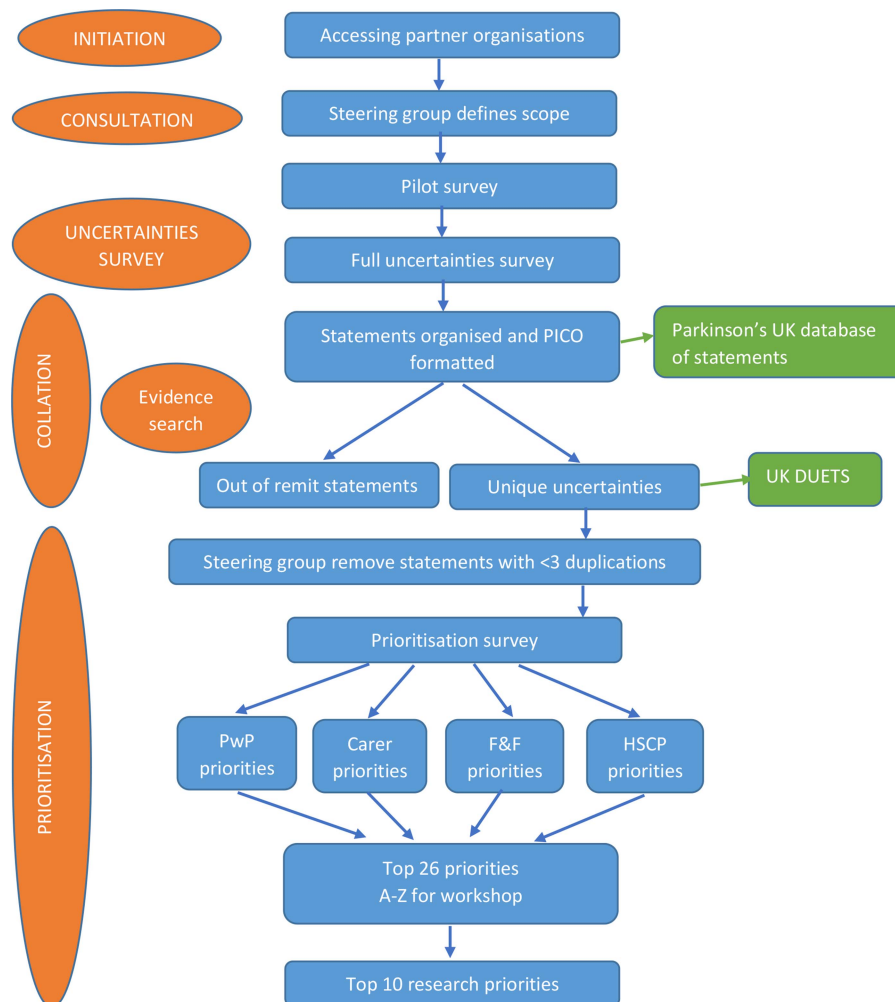 INITIATION
Accessing partner organisations
CONSULTATION
Steering group defines scope
Pilot survey
UNCERTAINTIES
SURVEY
Full uncertainties survey
COLLATION
Evidence
search
Statements organised and PICO
formatted
Parkinson’s UK database
of statements
Out of remit statements
Unique uncertainties
UK DUETS
Steering group remove statements with <3 duplications
PRIORITISATION
Prioritisation survey
PwP
priorities
Carer
priorities
F&F
priorities
HSCP
priorities
Top 26 priorities
A-Z for workshop
Top 10 research priorities